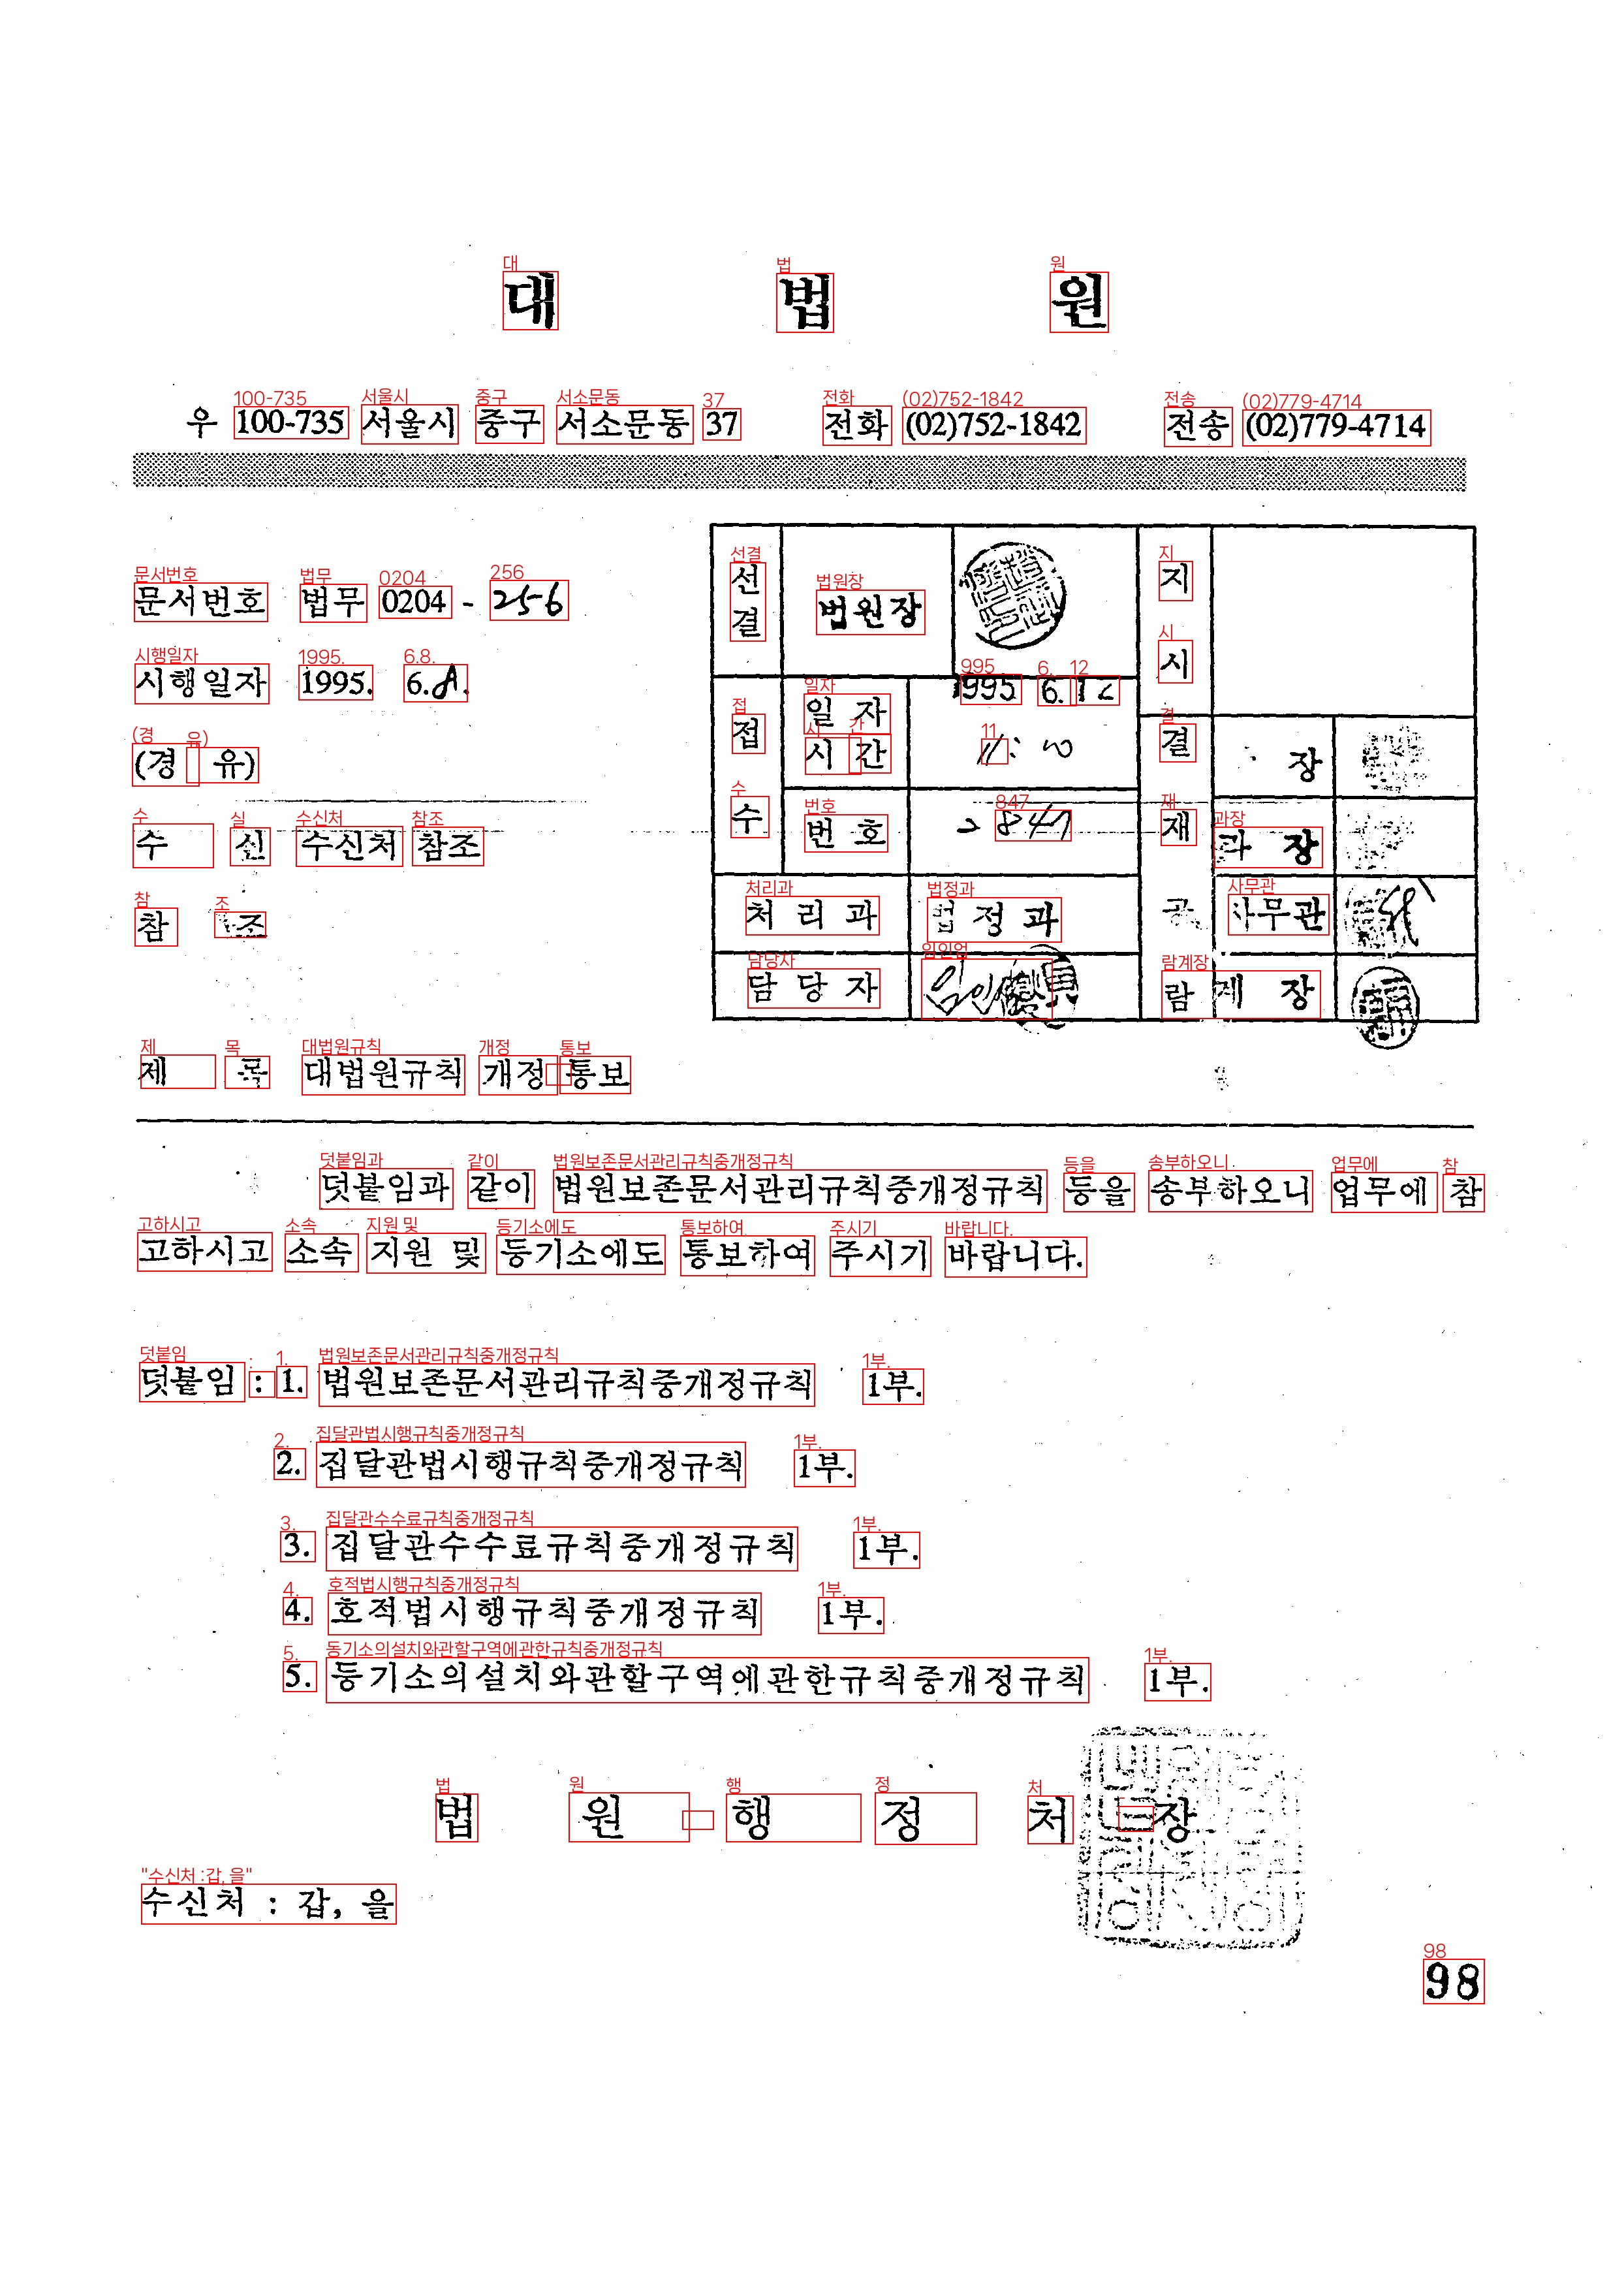 대 법 원
우 100-735 서울시 중구 서소문동 37 전화 (02)752-1842 전송 (02)779-4714
문서번호 법무 0204 - 256
시행일자 1995. 6.8.
(경 유)
수 신 수신처 참조
참 조
선결 법원장 지시
접수 일자 1995 6.12
시간 11:
번호 2847
결재 장
과 장
처리과 법정과 공람 사무관
담당자 계장
제 목 대법원규칙 개정 통보
덧붙임과 같이 법원보존문서관리규칙중개정규칙 등을 송부하오니 업무에 참
고하시고 소속 지원 및 등기소에도 통보하여 주시기 바랍니다.
덧붙임 : 1. 법원보존문서관리규칙중개정규칙 1부.
2. 집달관법시행규칙중개정규칙 1부.
3. 집달관수수료규칙중개정규칙 1부.
4. 호적법시행규칙중개정규칙 1부.
5. 등기소의설치와관할구역에관한규칙중개정규칙 1부.
법 원 행 정 처 장
수신처 : 갑, 을
98